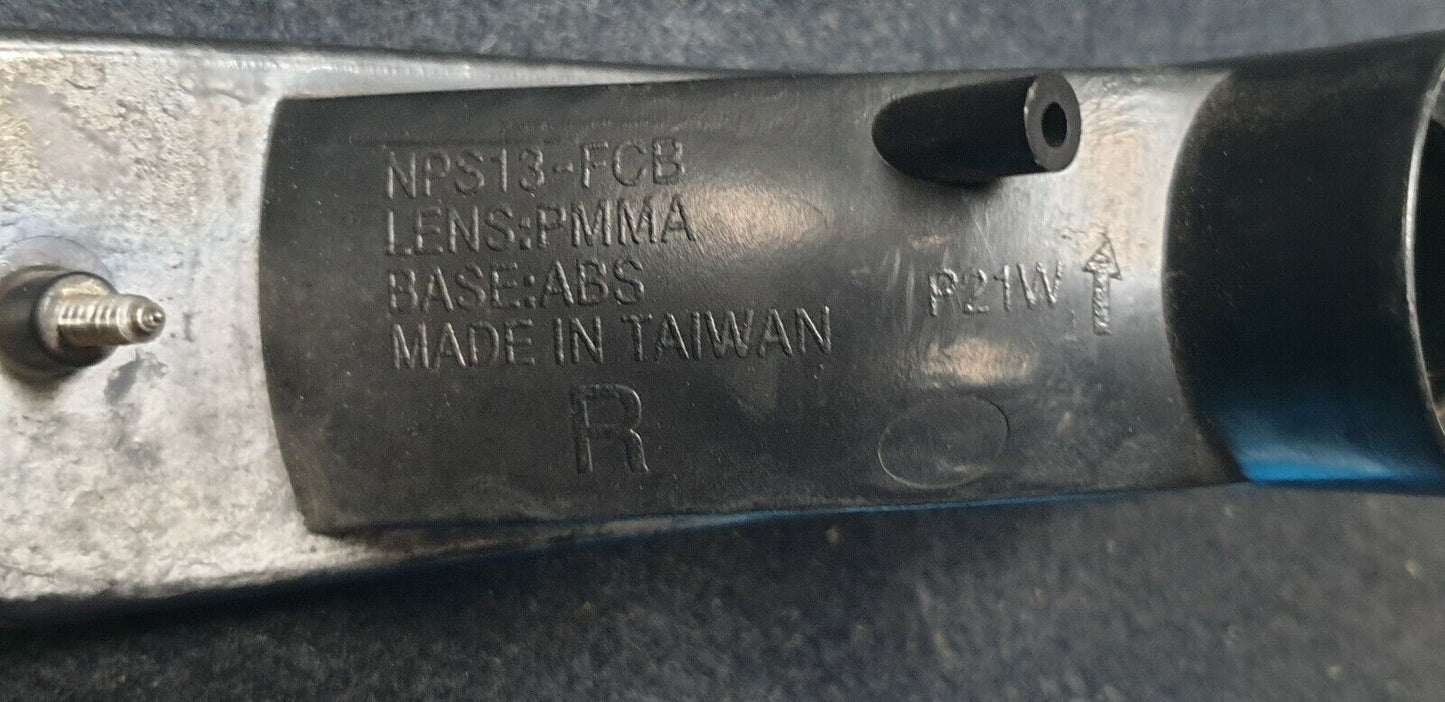 NPS13-FCB
LENS:PMMA
BASE:ABS
MADE IN TAIWAN
R
P21W